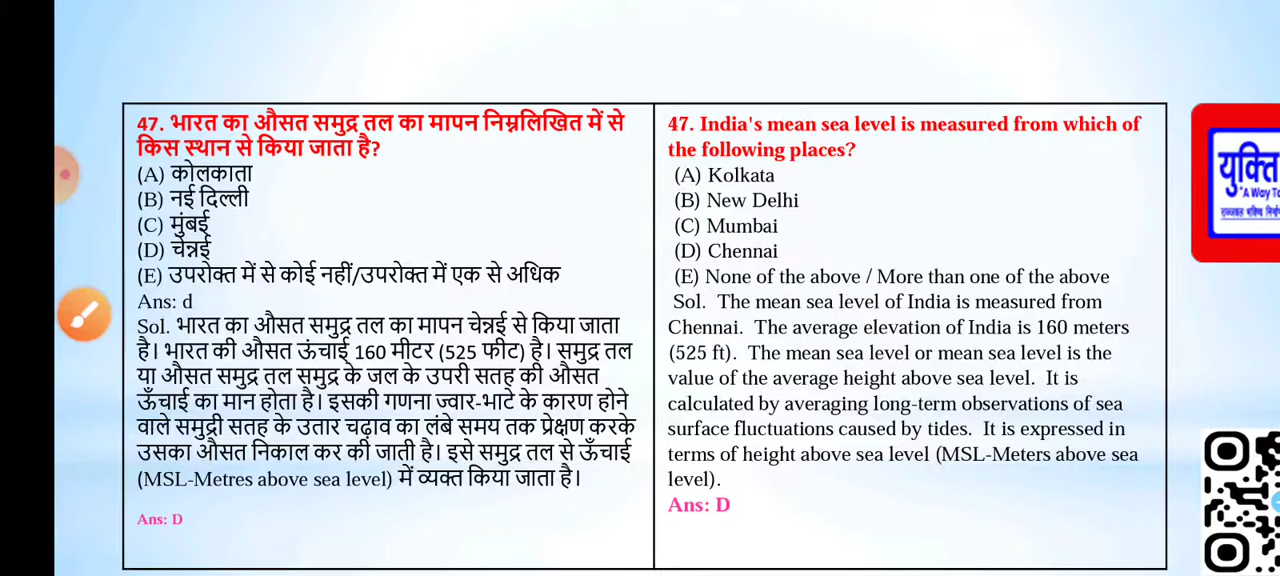 47. भारत का औसत समुद्र तल का मापन निम्नलिखित में से
किस स्थान से किया जाता है?
(A) कोलकाता
(B) नई दिल्ली
(C) मुंबई
(D) चेन्नई
(E) उपरोक्त में से कोई नहीं/उपरोक्त में एक से अधिक
Ans: d
Sol. भारत का औसत समुद्र तल का मापन चेन्नई से किया जाता
है। भारत की औसत ऊंचाई 160 मीटर (525 फीट) है। समुद्र तल
या औसत समुद्र तल समुद्र के जल के उपरी सतह की औसत
ऊँचाई का मान होता है। इसकी गणना ज्वार-भाटे के कारण होने
वाले समुद्री सतह के उतार चढ़ाव का लंबे समय तक प्रेक्षण करके
उसका औसत निकाल कर की जाती है। इसे समुद्र तल से ऊँचाई
(MSL-Metres above sea level) में व्यक्त किया जाता है।
Ans: D
47. India's mean sea level is measured from which of
the following places?
(A) Kolkata
(B) New Delhi
(C) Mumbai
(D) Chennai
(E) None of the above / More than one of the above
Sol. The mean sea level of India is measured from
Chennai. The average elevation of India is 160 meters
(525 ft). The mean sea level or mean sea level is the
value of the average height above sea level. It is
calculated by averaging long-term observations of sea
surface fluctuations caused by tides. It is expressed in
terms of height above sea level (MSL-Meters above sea
level).
Ans: D
युक्ति
"A Way To